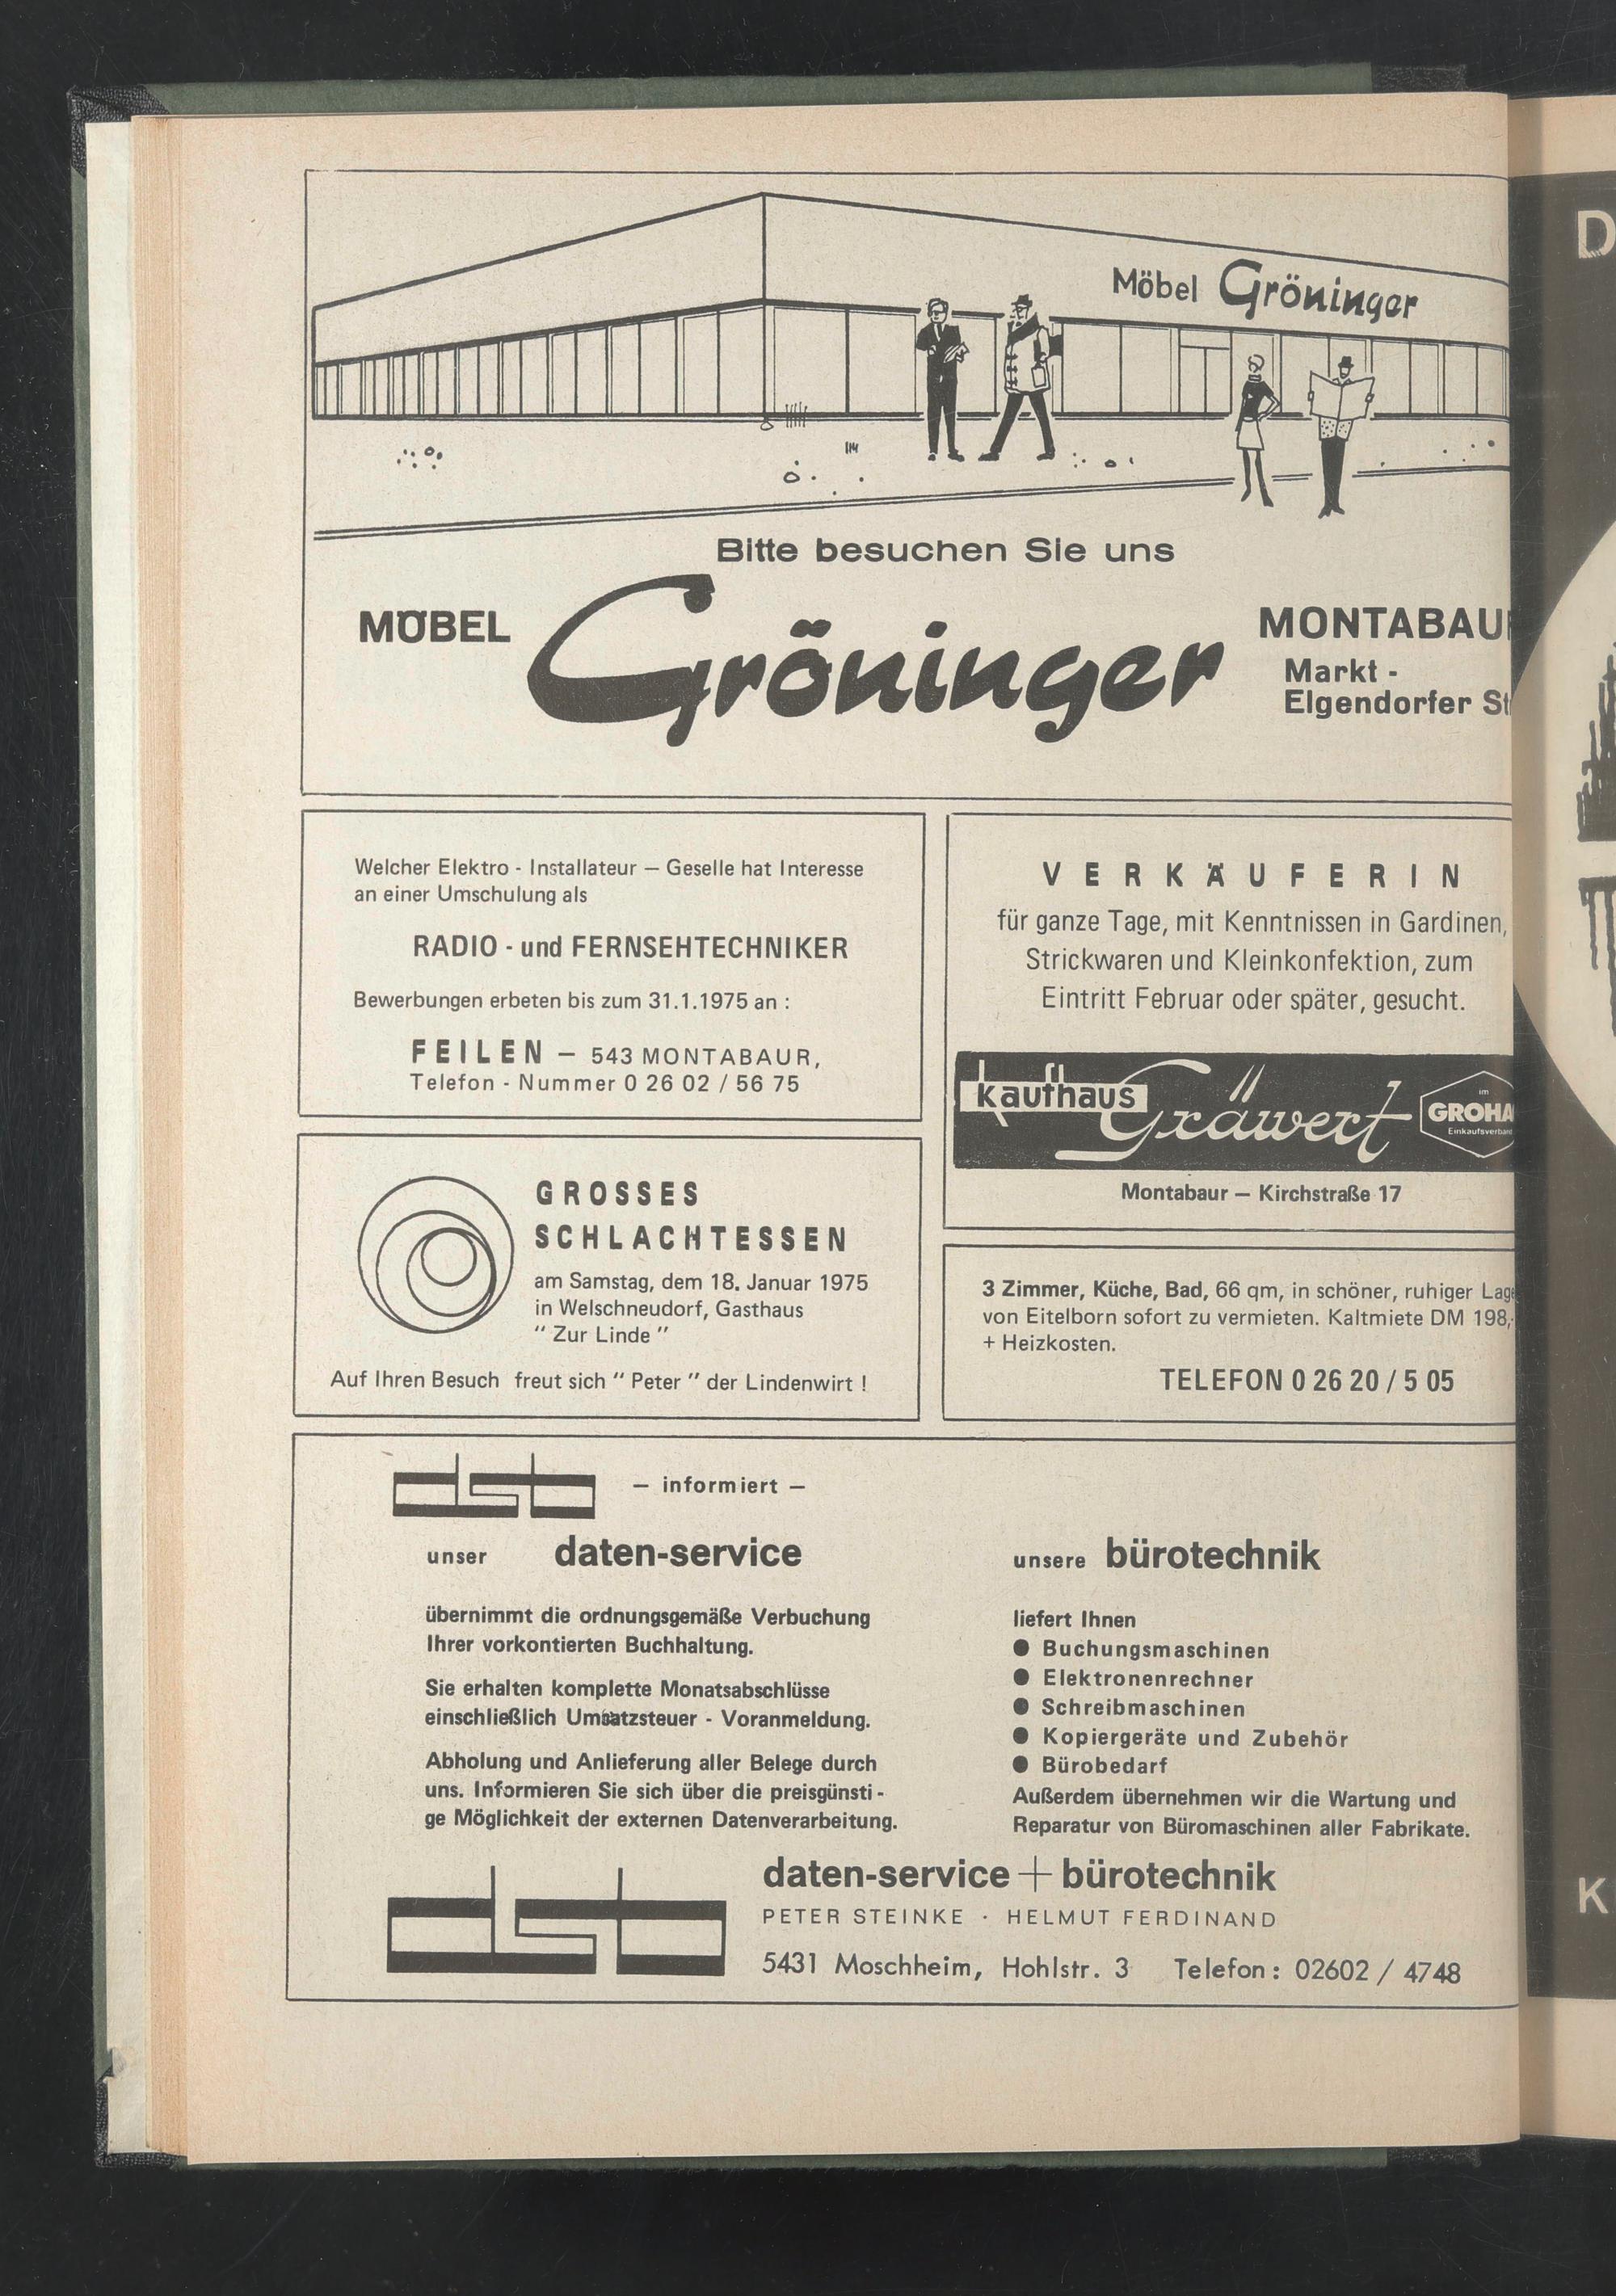 Möbel Gröninger
Bitte besuchen Sie uns
MÖBEL Gröninger MONTABAU
Markt -
Elgendorfer St
Welcher Elektro - Installateur — Geselle hat Interesse
an einer Umschulung als
RADIO - und FERNSEHTECHNIKER
Bewerbungen erbeten bis zum 31.1.1975 an :
FEILEN — 543 MONTABAUR,
Telefon - Nummer 0 26 02 / 56 75
GROSSES
SCHLACHTESSEN
am Samstag, dem 18. Januar 1975
in Welschneudorf, Gasthaus
“ Zur Linde ”
Auf Ihren Besuch freut sich “ Peter ” der Lindenwirt !
VERKÄUFERIN
für ganze Tage, mit Kenntnissen in Gardinen,
Strickwaren und Kleinkonfektion, zum
Eintritt Februar oder später, gesucht.
kaufhaus Gräwert
im
GROHA
Einkaufsverband
Montabaur — Kirchstraße 17
3 Zimmer, Küche, Bad, 66 qm, in schöner, ruhiger Lage
von Eitelborn sofort zu vermieten. Kaltmiete DM 198,-
+ Heizkosten.
TELEFON 0 26 20 / 5 05
dsb — informiert —
unser daten-service
übernimmt die ordnungsgemäße Verbuchung
Ihrer vorkontierten Buchhaltung.
Sie erhalten komplette Monatsabschlüsse
einschließlich Umsatzsteuer - Voranmeldung.
Abholung und Anlieferung aller Belege durch
uns. Informieren Sie sich über die preisgünsti -
ge Möglichkeit der externen Datenverarbeitung.
unsere bürotechnik
liefert Ihnen
● Buchungsmaschinen
● Elektronenrechner
● Schreibmaschinen
● Kopiergeräte und Zubehör
● Bürobedarf
Außerdem übernehmen wir die Wartung und
Reparatur von Büromaschinen aller Fabrikate.
dsb
daten-service + bürotechnik
PETER STEINKE · HELMUT FERDINAND
5431 Moschheim, Hohlstr. 3 Telefon: 02602 / 4748
D
K